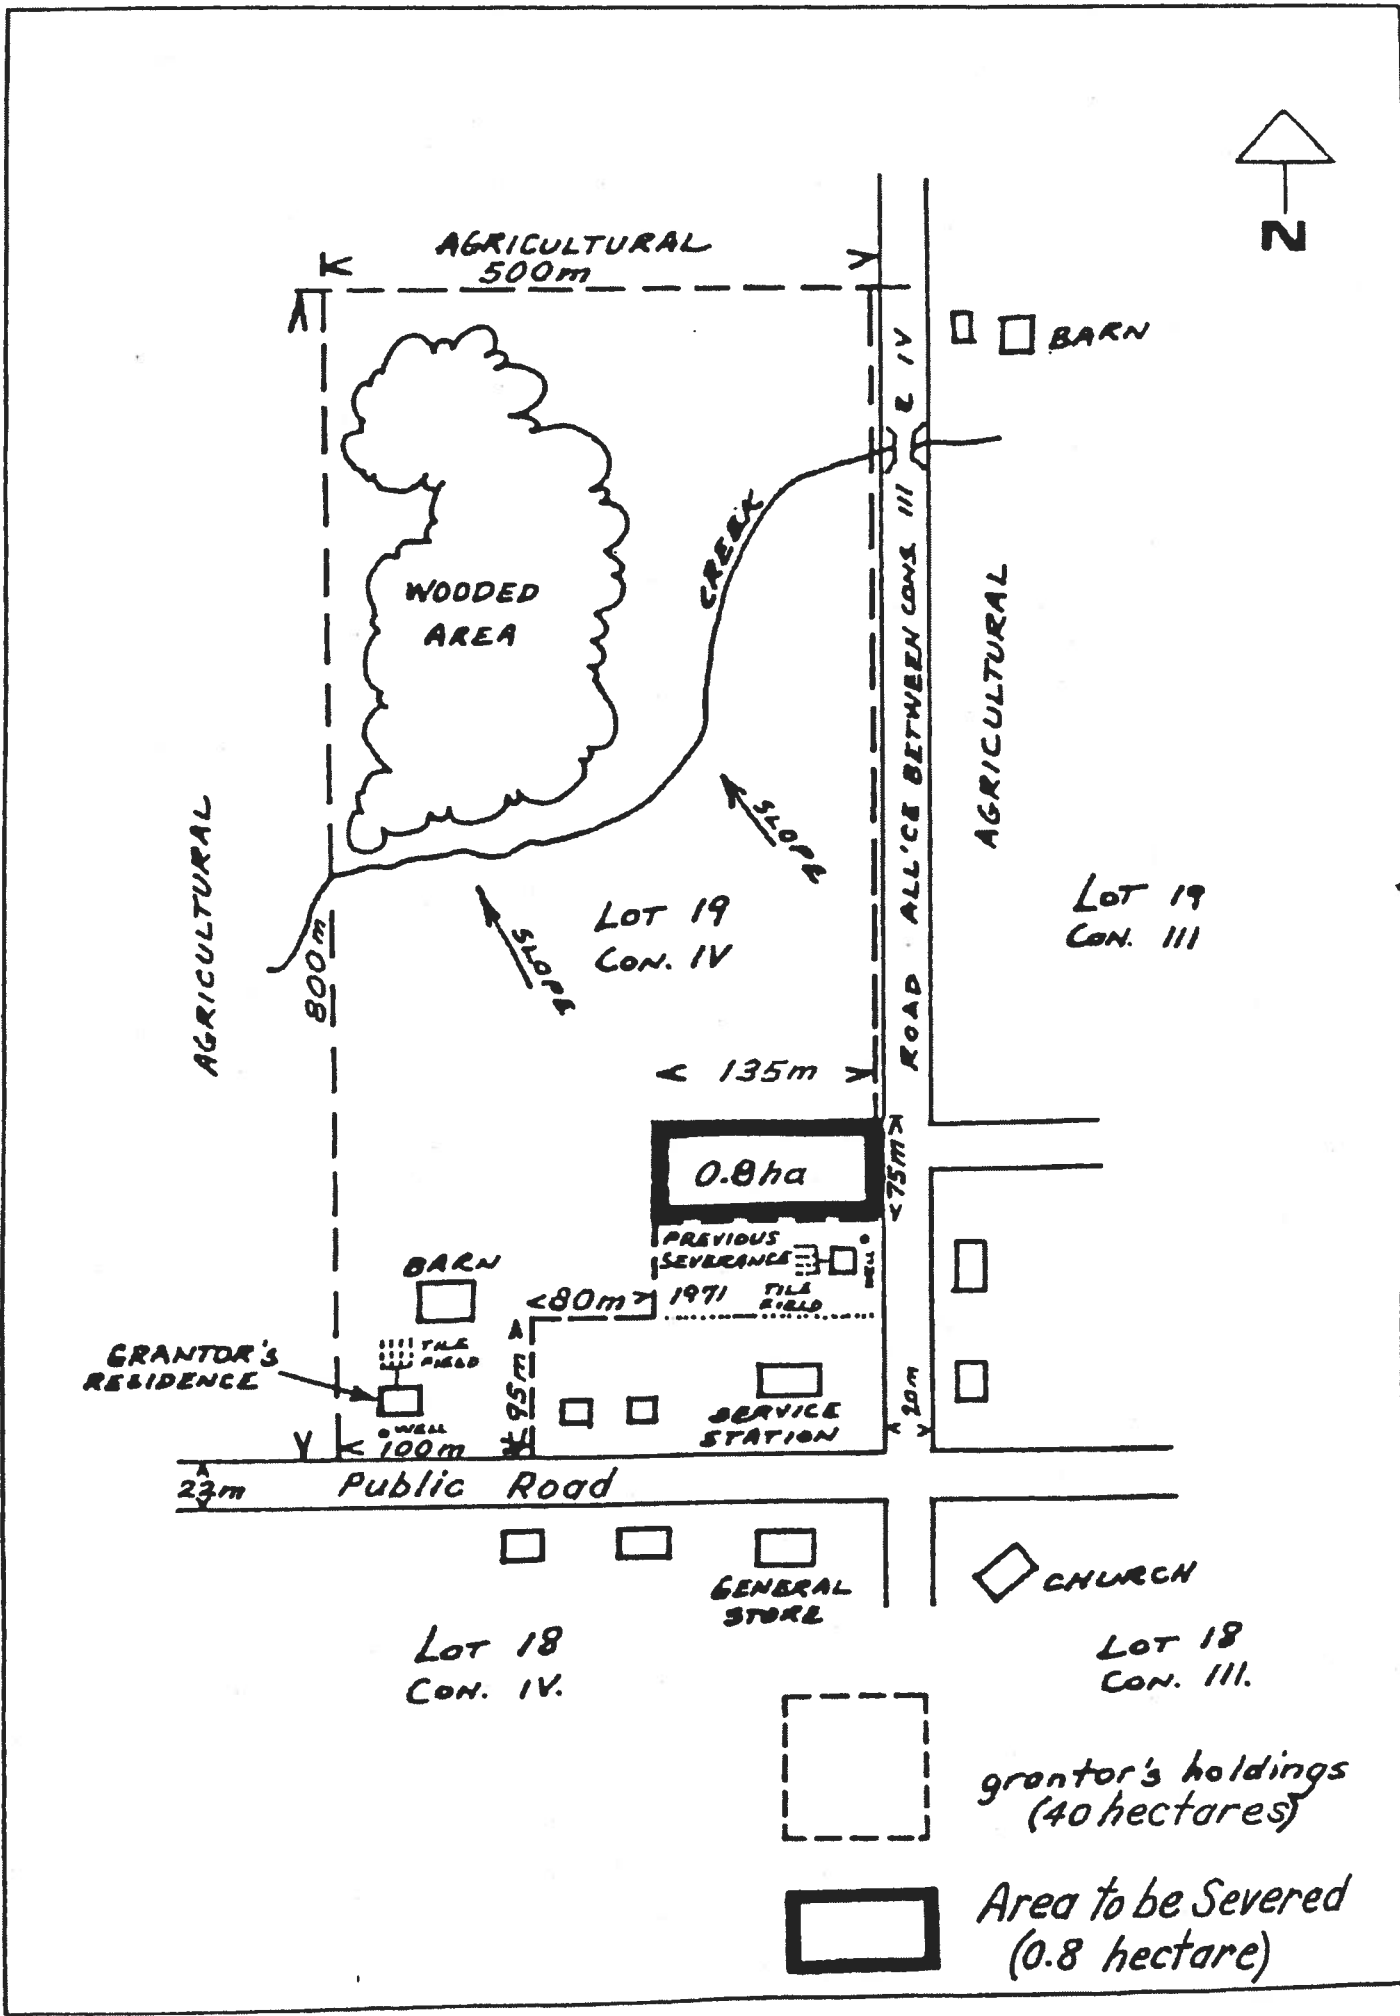 N
AGRICULTURAL
500m
BARN
ROAD ALL'CE BETWEEN CONS III & IV
CREEK
WOODED
AREA
AGRICULTURAL
AGRICULTURAL
SLOPE
SLOPE
LOT 19
CON. IV
LOT 19
CON. III
800m
135m
0.8ha
75m
PREVIOUS
SEVERANCE
1971
TILE
FIELD
WELL
BARN
80m
GRANTOR'S
RESIDENCE
TILE
FIELD
WELL
100m
95m
SERVICE
STATION
20m
23m
Public Road
GENERAL
STORE
CHURCH
LOT 18
CON. IV.
LOT 18
CON. III.
grantor's holdings
(40 hectares)
Area to be Severed
(0.8 hectare)